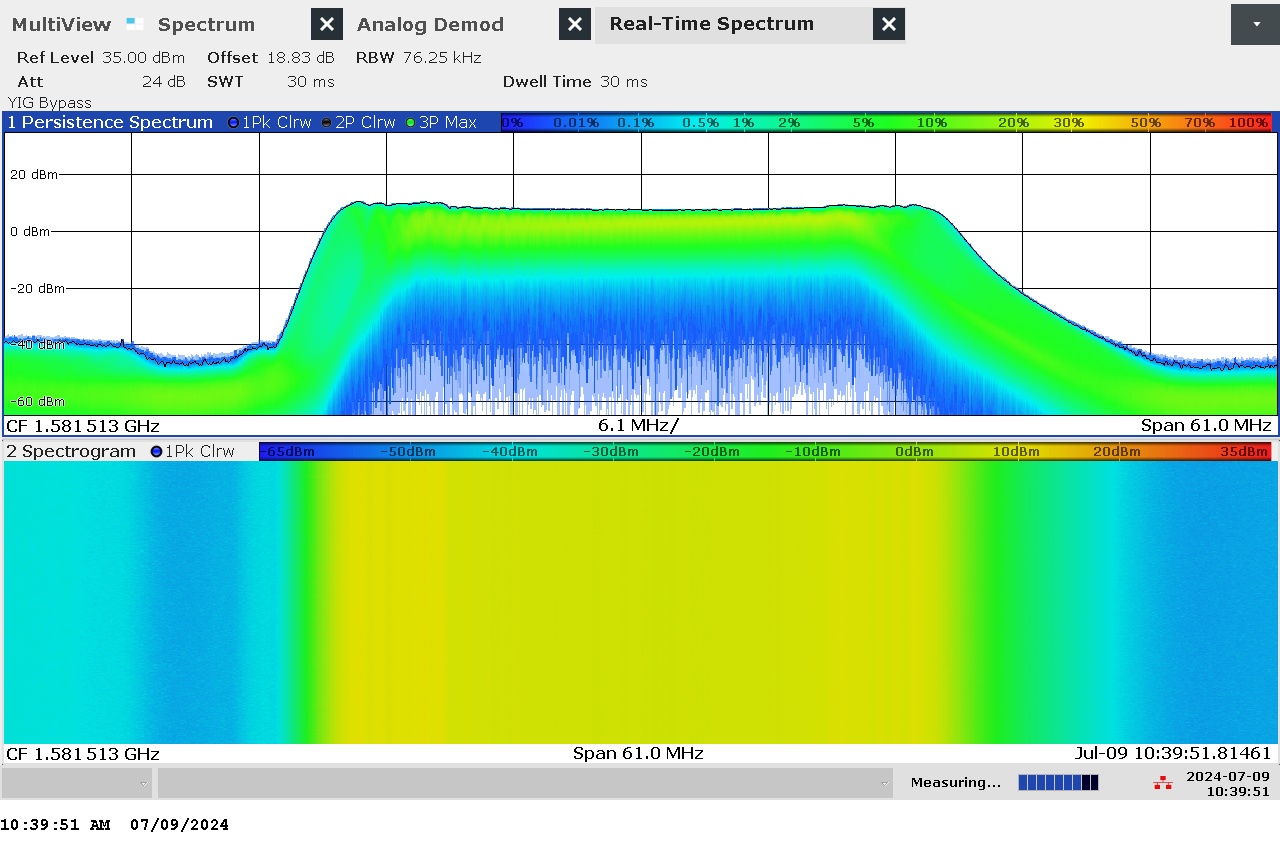 MultiView Spectrum Analog Demod Real-Time Spectrum
Ref Level 35.00 dBm Offset 18.83 dB RBW 76.25 kHz
Att 24 dB SWT 30 ms Dwell Time 30 ms
YIG Bypass
1 Persistence Spectrum 1Pk Clrw 2P Clrw 3P Max 0% 0.01% 0.1% 0.5% 1% 2% 5% 10% 20% 30% 50% 70% 100%
20 dBm
0 dBm
-20 dBm
-40 dBm
-60 dBm
CF 1.581513 GHz 6.1 MHz/ Span 61.0 MHz
2 Spectrogram 1Pk Clrw -65dBm -50dBm -40dBm -30dBm -20dBm -10dBm 0dBm 10dBm 20dBm 35dBm
CF 1.581513 GHz Span 61.0 MHz Jul-09 10:39:51.81461
Measuring... 2024-07-09
10:39:51
10:39:51 AM 07/09/2024